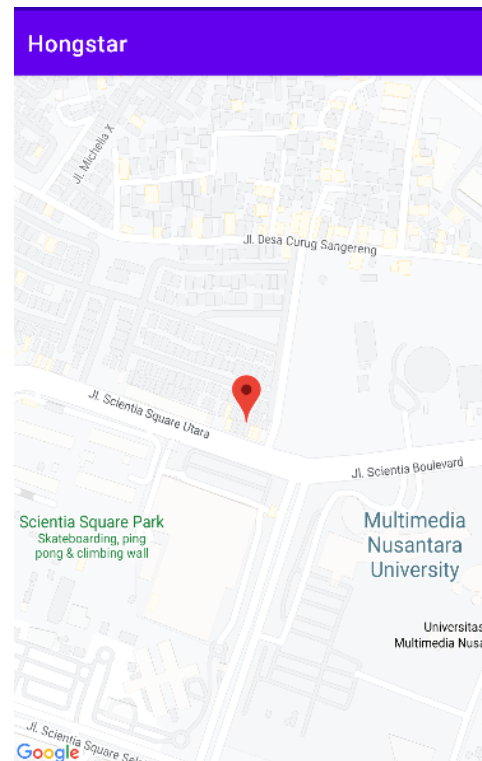 Hongstar
Jl. Michelia X
Jl. Desa Curug Sangereng
Jl. Scientia Square Utara
Jl. Scientia Boulevard
Scientia Square Park
Skateboarding, ping
pong & climbing wall
Multimedia
Nusantara
University
Universitas
Multimedia Nusa
Jl. Scientia Square Sel
Google